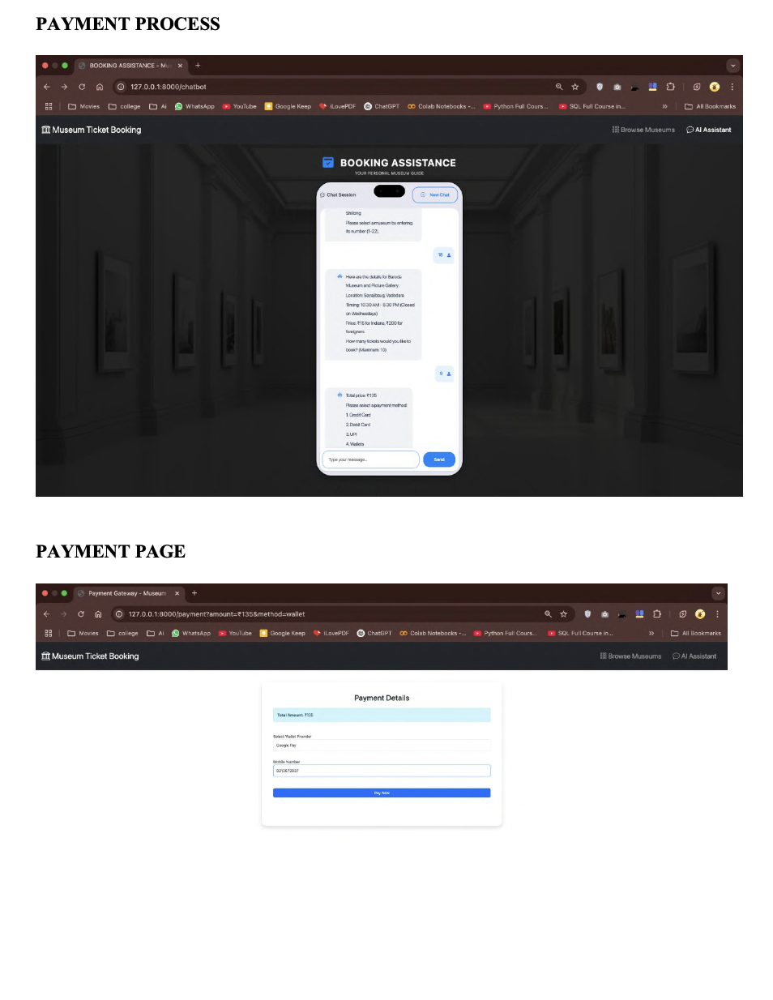 PAYMENT PROCESS
BOOKING ASSISTANCE - Mu
127.0.0.1:8000/chatbot
Movies college Ai WhatsApp YouTube Google Keep iLovePDF ChatGPT Colab Notebooks -... Python Full Cours... SQL Full Course in... » All Bookmarks
Museum Ticket Booking Browse Museums AI Assistant
BOOKING ASSISTANCE
YOUR PERSONAL MUSEUM GUIDE
Chat Session New Chat
Shillong
Please select a museum by entering
its number (1-22).
Here are the details for Baroda
Museum and Picture Gallery:
Location: Sayajibaug, Vadodara
Timing: 10:30 AM - 5:30 PM (Closed
on Wednesdays)
Price: ₹15 for Indians, ₹200 for
foreigners
How many tickets would you like to
book? (Maximum: 10)
9
Total price: ₹135
Please select a payment method:
1. Credit Card
2. Debit Card
3. UPI
4. Wallets
Type your message... Send
PAYMENT PAGE
Payment Gateway - Museum
127.0.0.1:8000/payment?amount=₹135&method=wallet
Movies college Ai WhatsApp YouTube Google Keep iLovePDF ChatGPT Colab Notebooks -... Python Full Cours... SQL Full Course in... » All Bookmarks
Museum Ticket Booking Browse Museums AI Assistant
Payment Details
Total Amount: ₹135
Select Wallet Provider
Google Pay
Mobile Number
Pay Now